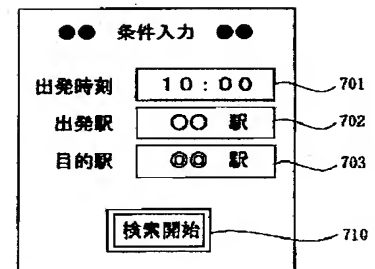 ●● 条件入力 ●●
出発時刻 10:00 701
出発駅 ○○ 駅 702
目的駅 ◎◎ 駅 703
検索開始 710